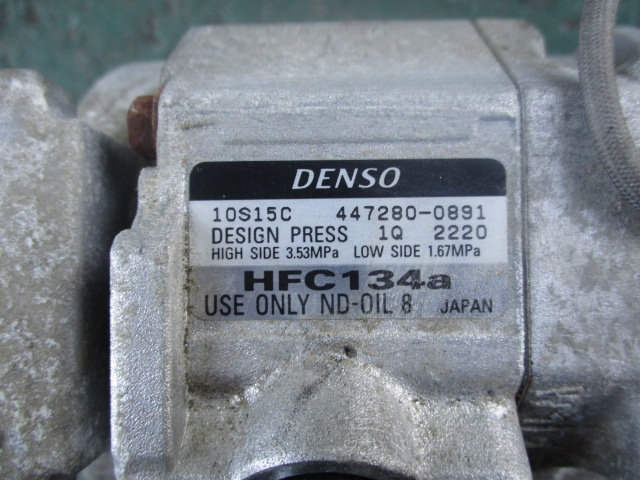 DENSO
10S15C 447280-0891
DESIGN PRESS 1Q 2220
HIGH SIDE 3.53MPa LOW SIDE 1.67MPa
HFC134a
USE ONLY ND-OIL 8 JAPAN